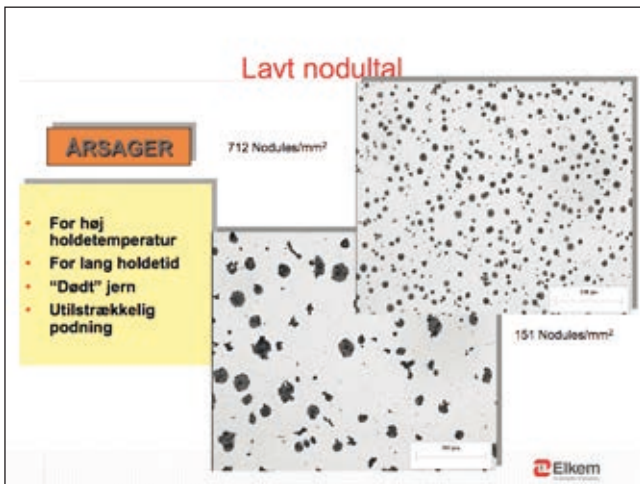 Lavt nodultal
ÅRSAGER
712 Nodules/mm²
• For høj
holdetemperatur
• For lang holdetid
• "Dødt" jern
• Utilstrækkelig
podning
151 Nodules/mm²
Elkem